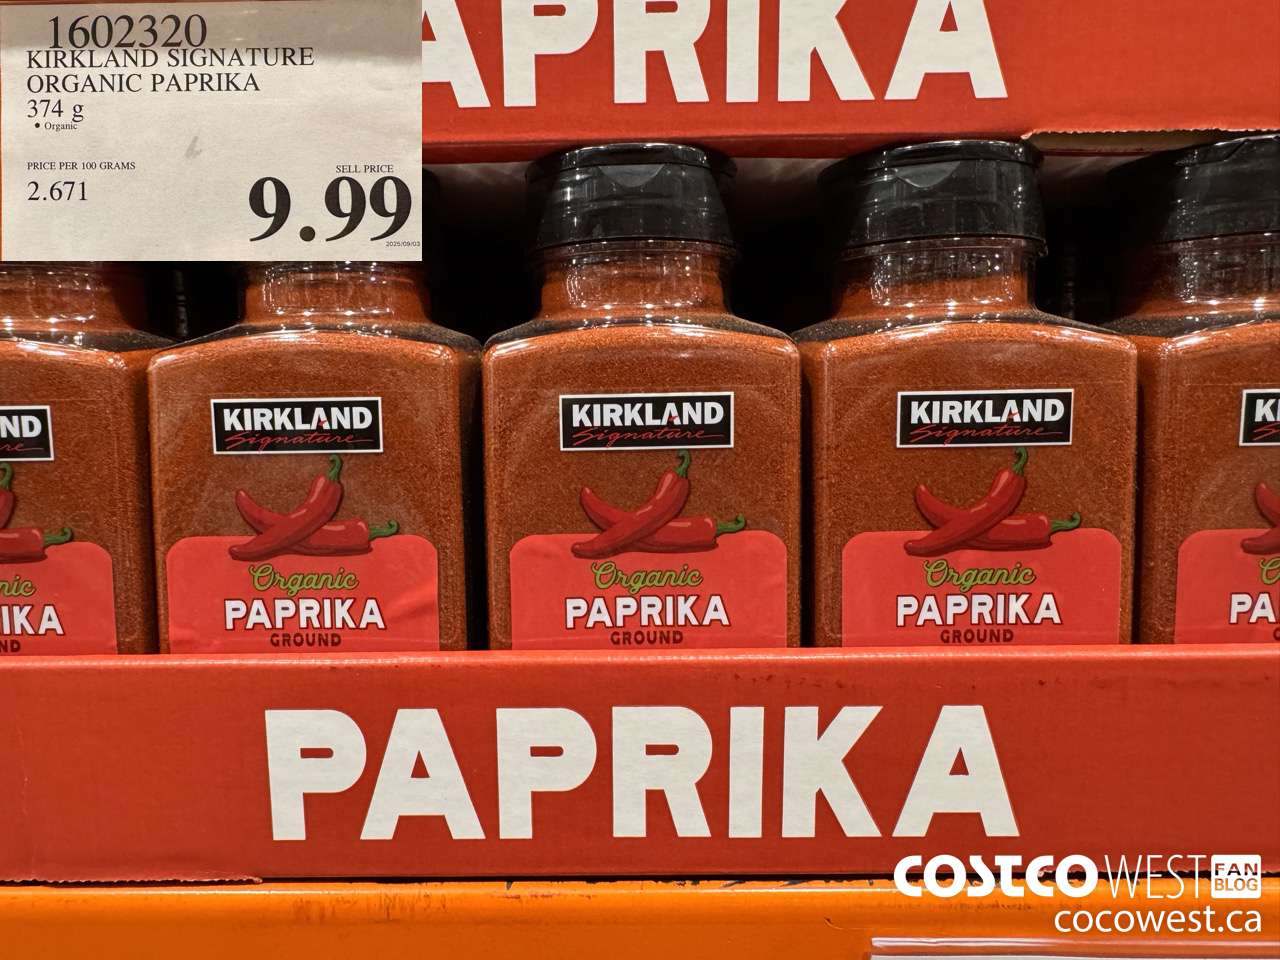 1602320
KIRKLAND SIGNATURE
ORGANIC PAPRIKA
374 g
• Organic
PRICE PER 100 GRAMS
2.671
SELL PRICE
9.99
2025/09/03
APRIKA
KIRKLAND
Signature
Organic
PAPRIKA
GROUND
KIRKLAND
Signature
Organic
PAPRIKA
GROUND
KIRKLAND
Signature
Organic
PAPRIKA
GROUND
PAPRIKA
COSTCO WEST FAN BLOG
cocowest.ca